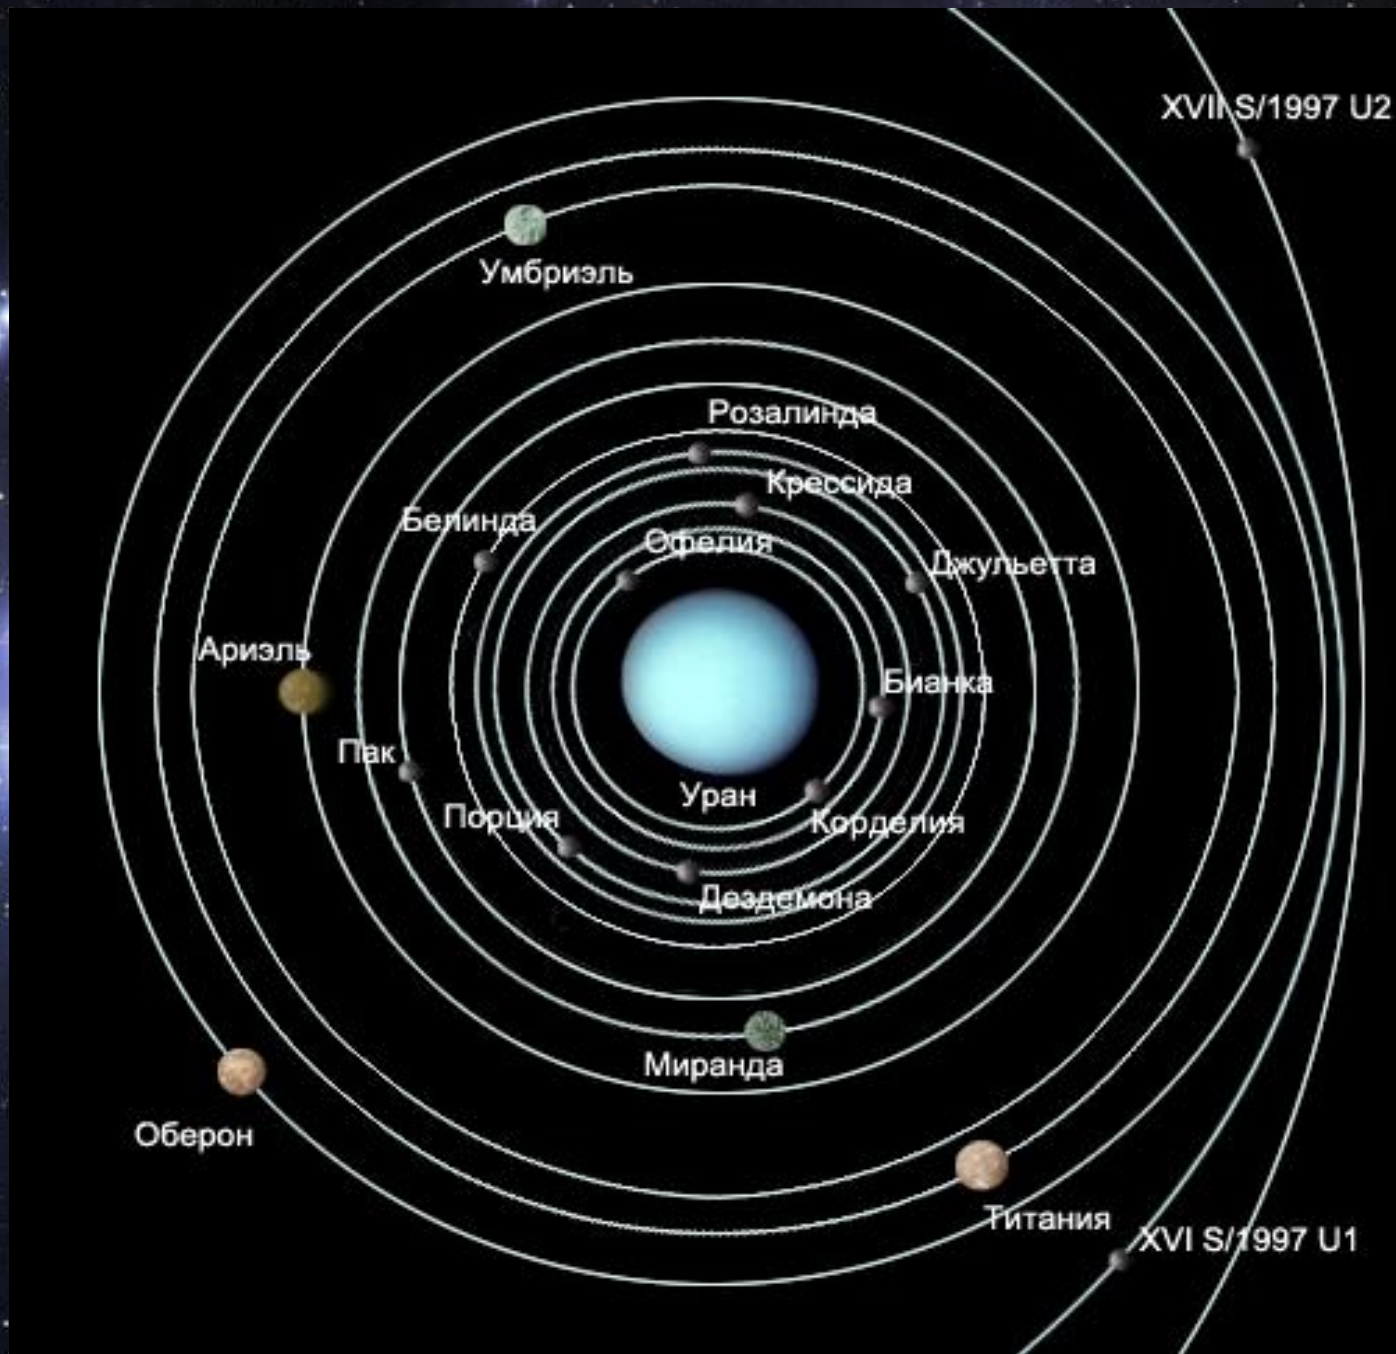 XVII S/1997 U2
Умбриэль
Розалинда
Крессида
Белинда
Офелия
Джульетта
Ариэль
Бианка
Пак
Уран
Порция
Корделия
Дездемона
Миранда
Оберон
Титания
XVI S/1997 U1